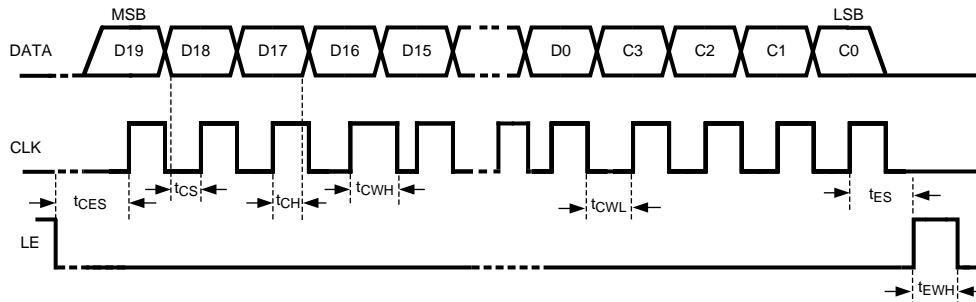 MSB LSB
DATA D19 D18 D17 D16 D15 D0 C3 C2 C1 C0
CLK
tCES tCS tCH tCWH tCWL tES
LE
tEWH